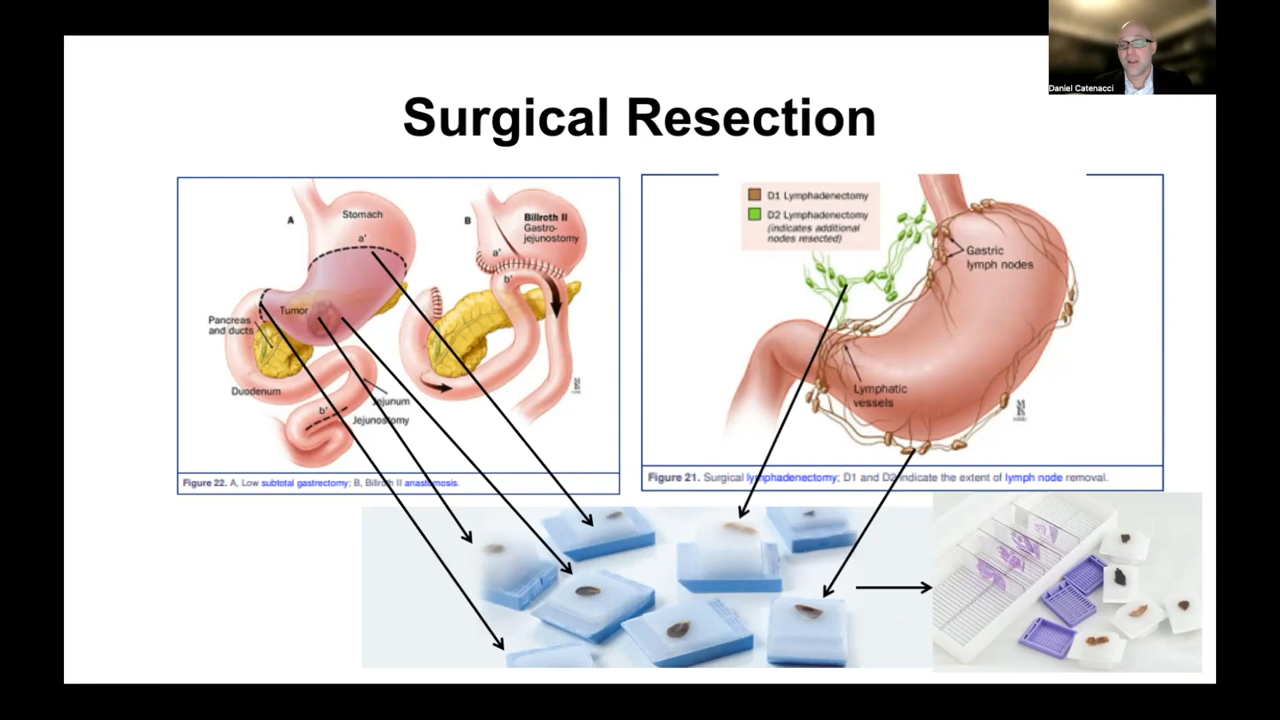 Daniel Catenacci
Surgical Resection
A
Stomach
a'
Tumor
Pancreas
and ducts
Duodenum
b'
Jejunum
Jejunostomy
B
Billroth II
Gastro-
jejunostomy
a'
b'
Figure 22. A, Low subtotal gastrectomy; B, Billroth II anastomosis.
D1 Lymphadenectomy
D2 Lymphadenectomy
(indicates additional
nodes resected)
Gastric
lymph nodes
Lymphatic
vessels
Figure 21. Surgical lymphadenectomy; D1 and D2 indicate the extent of lymph node removal.